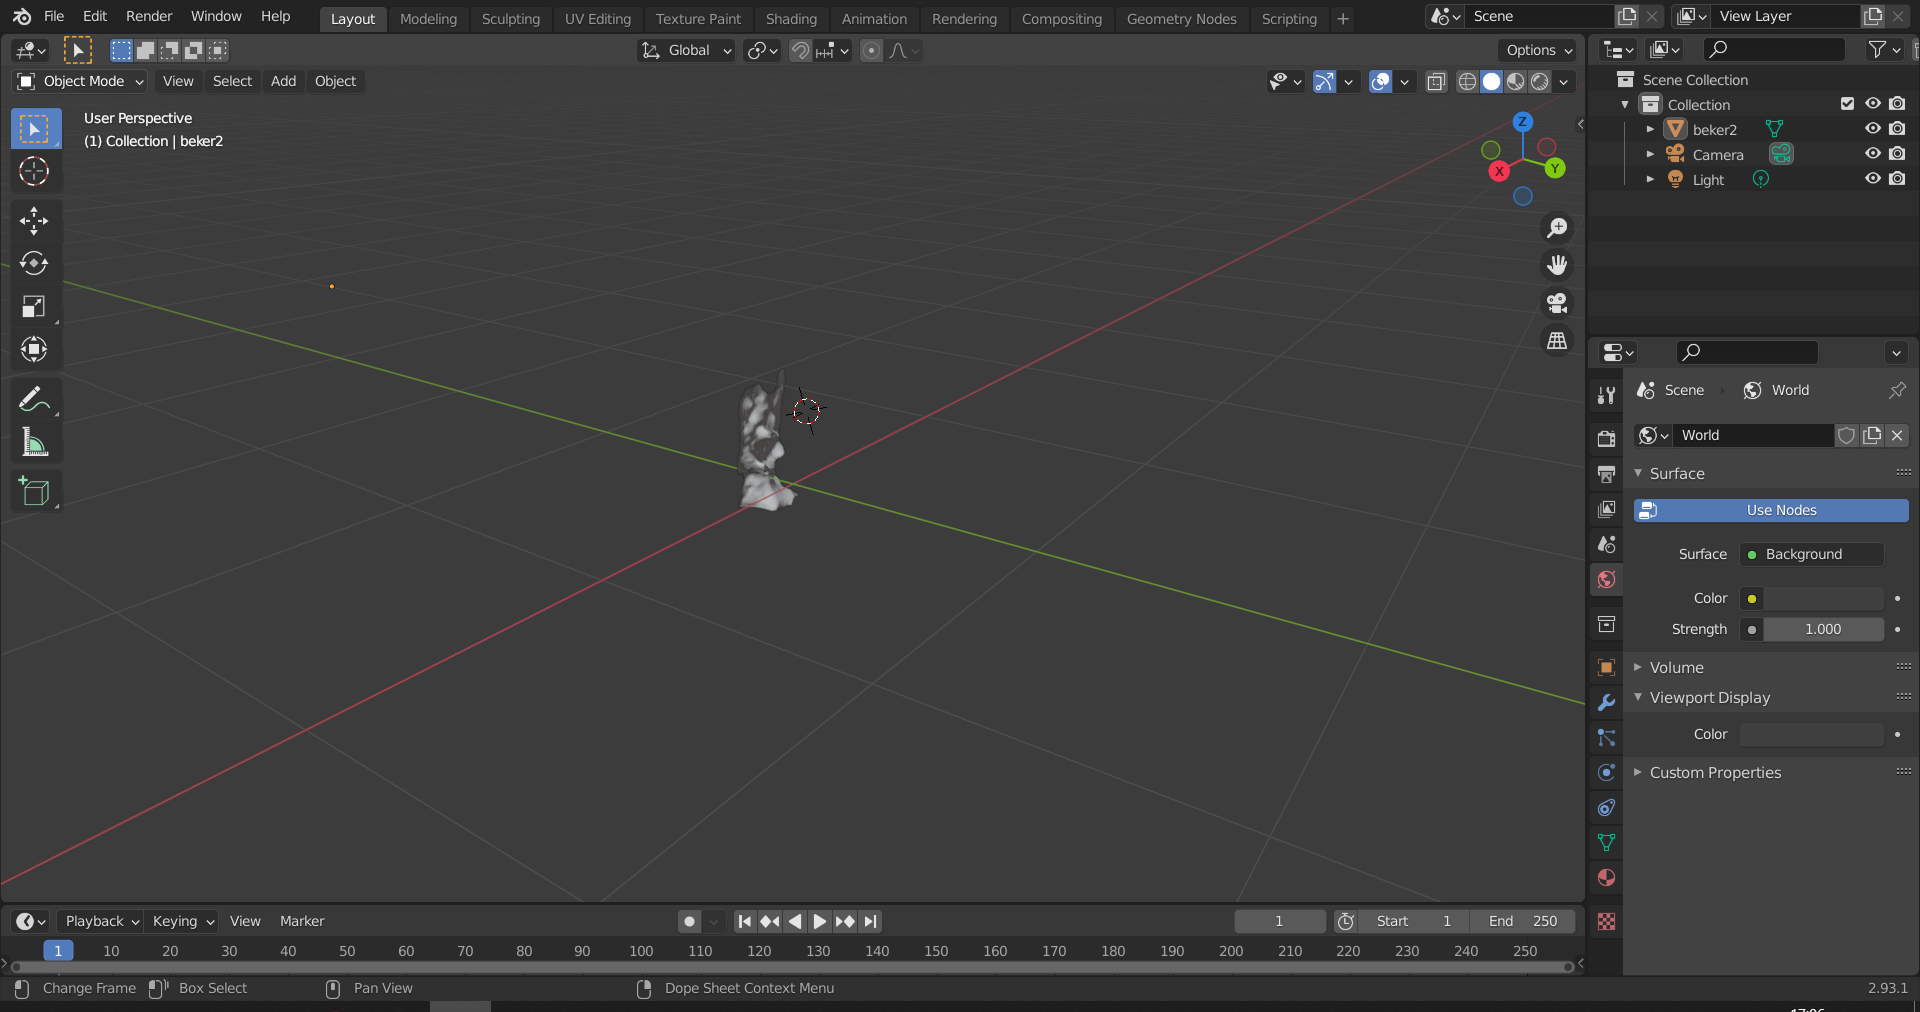 File Edit Render Window Help Layout Modeling Sculpting UV Editing Texture Paint Shading Animation Rendering Compositing Geometry Nodes Scripting + Scene View Layer
Global Options
Object Mode View Select Add Object
User Perspective
(1) Collection | beker2
Z
Y
X
Scene Collection
Collection
beker2
Camera
Light
Scene World
World
Surface
Use Nodes
Surface Background
Color
Strength 1.000
Volume
Viewport Display
Color
Custom Properties
Playback Keying View Marker 1 Start 1 End 250
1 10 20 30 40 50 60 70 80 90 100 110 120 130 140 150 160 170 180 190 200 210 220 230 240 250
Change Frame Box Select Pan View Dope Sheet Context Menu 2.93.1